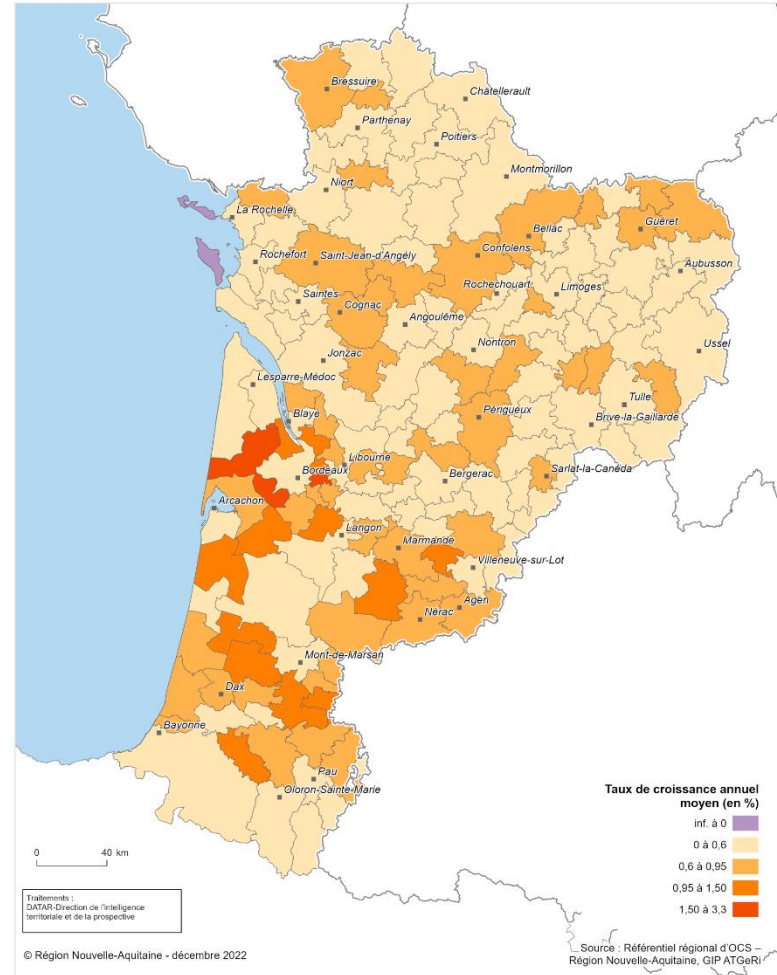 Bressuire
Châtellerault
Parthenay
Poitiers
Montmorillon
Niort
La Rochelle
Bellac
Guéret
Rochefort
Saint-Jean-d'Angély
Confolens
Aubusson
Rochechouart
Limoges
Saintes
Cognac
Angoulême
Ussel
Jonzac
Nontron
Lesparre-Médoc
Tulle
Blaye
Périgueux
Brive-la-Gaillarde
Libourne
Bordeaux
Bergerac
Sarlat-la-Canéda
Arcachon
Langon
Marmande
Villeneuve-sur-Lot
Agen
Nérac
Mont-de-Marsan
Dax
Bayonne
Pau
Oloron-Sainte-Marie
Taux de croissance annuel
moyen (en %)
inf. à 0
0 à 0,6
0,6 à 0,95
0,95 à 1,50
1,50 à 3,3
0 40 km
Traitements :
DATAR-Direction de l'intelligence
territoriale et de la prospective
© Région Nouvelle-Aquitaine - décembre 2022
Source : Référentiel régional d'OCS –
Région Nouvelle-Aquitaine, GIP ATGeRi